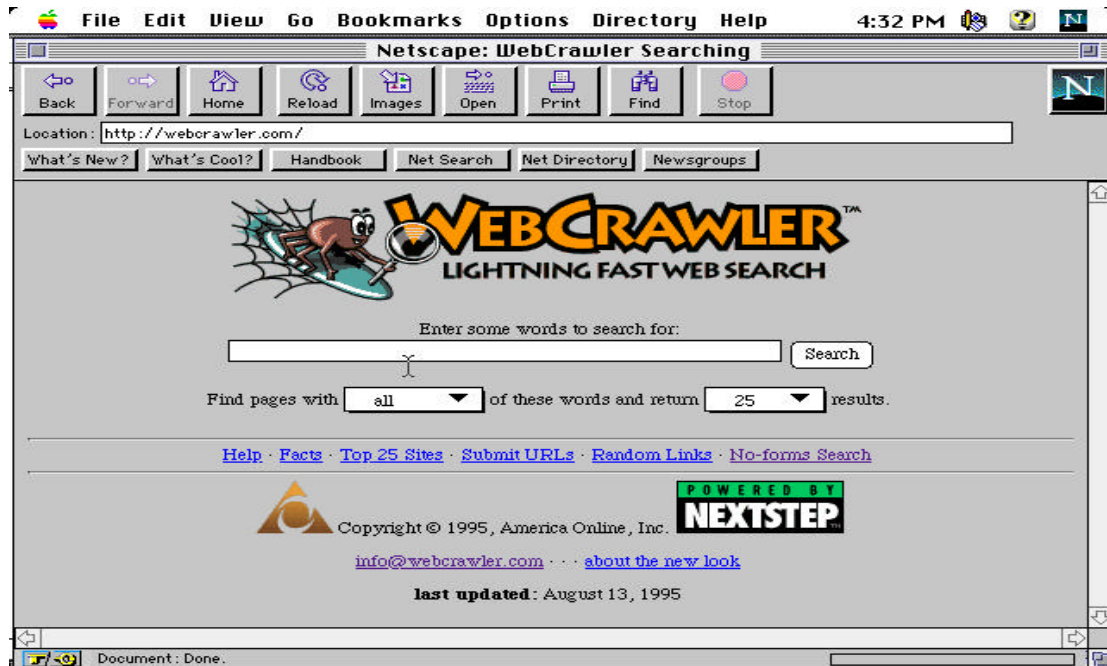 File Edit View Go Bookmarks Options Directory Help 4:32 PM N
Netscape: WebCrawler Searching
Back Forward Home Reload Images Open Print Find Stop N
Location: http://webcrawler.com/
What's New? What's Cool? Handbook Net Search Net Directory Newsgroups
WEBCRAWLER™
LIGHTNING FAST WEB SEARCH
Enter some words to search for:
Search
Find pages with all of these words and return 25 results.
Help · Facts · Top 25 Sites · Submit URLs · Random Links · No-forms Search
POWERED BY
NEXTSTEP™
Copyright © 1995, America Online, Inc.
info@webcrawler.com · · · about the new look
last updated: August 13, 1995
Document: Done.